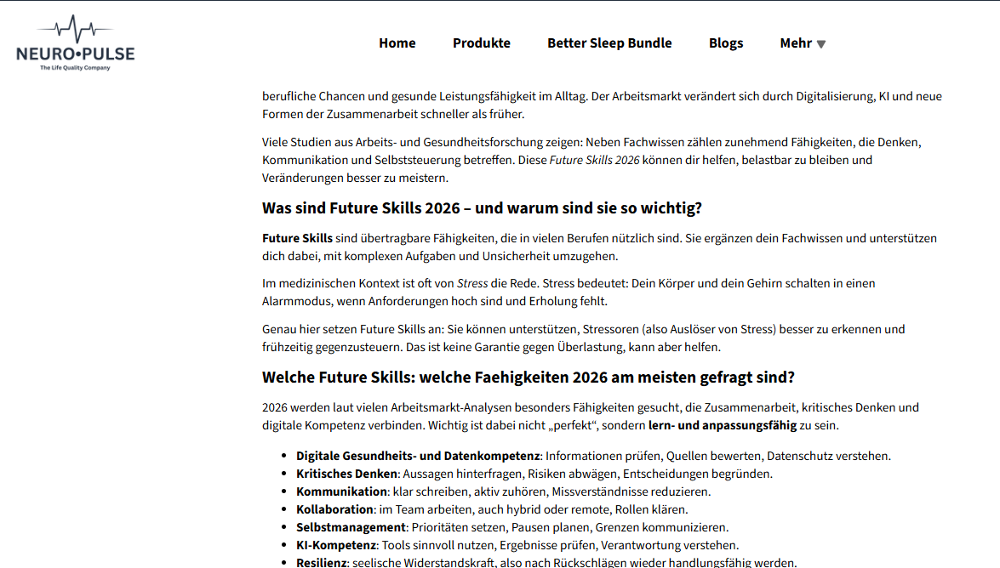 NEURO•PULSE
The Life Quality Company
Home Produkte Better Sleep Bundle Blogs Mehr ▼
berufliche Chancen und gesunde Leistungsfähigkeit im Alltag. Der Arbeitsmarkt verändert sich durch Digitalisierung, KI und neue
Formen der Zusammenarbeit schneller als früher.
Viele Studien aus Arbeits- und Gesundheitsforschung zeigen: Neben Fachwissen zählen zunehmend Fähigkeiten, die Denken,
Kommunikation und Selbststeuerung betreffen. Diese Future Skills 2026 können dir helfen, belastbar zu bleiben und
Veränderungen besser zu meistern.
Was sind Future Skills 2026 – und warum sind sie so wichtig?
Future Skills sind übertragbare Fähigkeiten, die in vielen Berufen nützlich sind. Sie ergänzen dein Fachwissen und unterstützen
dich dabei, mit komplexen Aufgaben und Unsicherheit umzugehen.
Im medizinischen Kontext ist oft von Stress die Rede. Stress bedeutet: Dein Körper und dein Gehirn schalten in einen
Alarmmodus, wenn Anforderungen hoch sind und Erholung fehlt.
Genau hier setzen Future Skills an: Sie können unterstützen, Stressoren (also Auslöser von Stress) besser zu erkennen und
frühzeitig gegenzusteuern. Das ist keine Garantie gegen Überlastung, kann aber helfen.
Welche Future Skills: welche Faehigkeiten 2026 am meisten gefragt sind?
2026 werden laut vielen Arbeitsmarkt-Analysen besonders Fähigkeiten gesucht, die Zusammenarbeit, kritisches Denken und
digitale Kompetenz verbinden. Wichtig ist dabei nicht „perfekt“, sondern lern- und anpassungsfähig zu sein.
• Digitale Gesundheits- und Datenkompetenz: Informationen prüfen, Quellen bewerten, Datenschutz verstehen.
• Kritisches Denken: Aussagen hinterfragen, Risiken abwägen, Entscheidungen begründen.
• Kommunikation: klar schreiben, aktiv zuhören, Missverständnisse reduzieren.
• Kollaboration: im Team arbeiten, auch hybrid oder remote, Rollen klären.
• Selbstmanagement: Prioritäten setzen, Pausen planen, Grenzen kommunizieren.
• KI-Kompetenz: Tools sinnvoll nutzen, Ergebnisse prüfen, Verantwortung verstehen.
• Resilienz: seelische Widerstandskraft, also nach Rückschlägen wieder handlungsfähig werden.